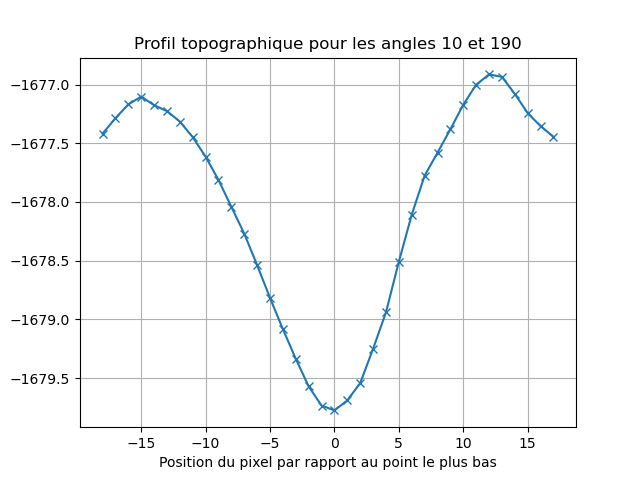 Profil topographique pour les angles 10 et 190
−1677.0
−1677.5
−1678.0
−1678.5
−1679.0
−1679.5
−15 −10 −5 0 5 10 15
Position du pixel par rapport au point le plus bas